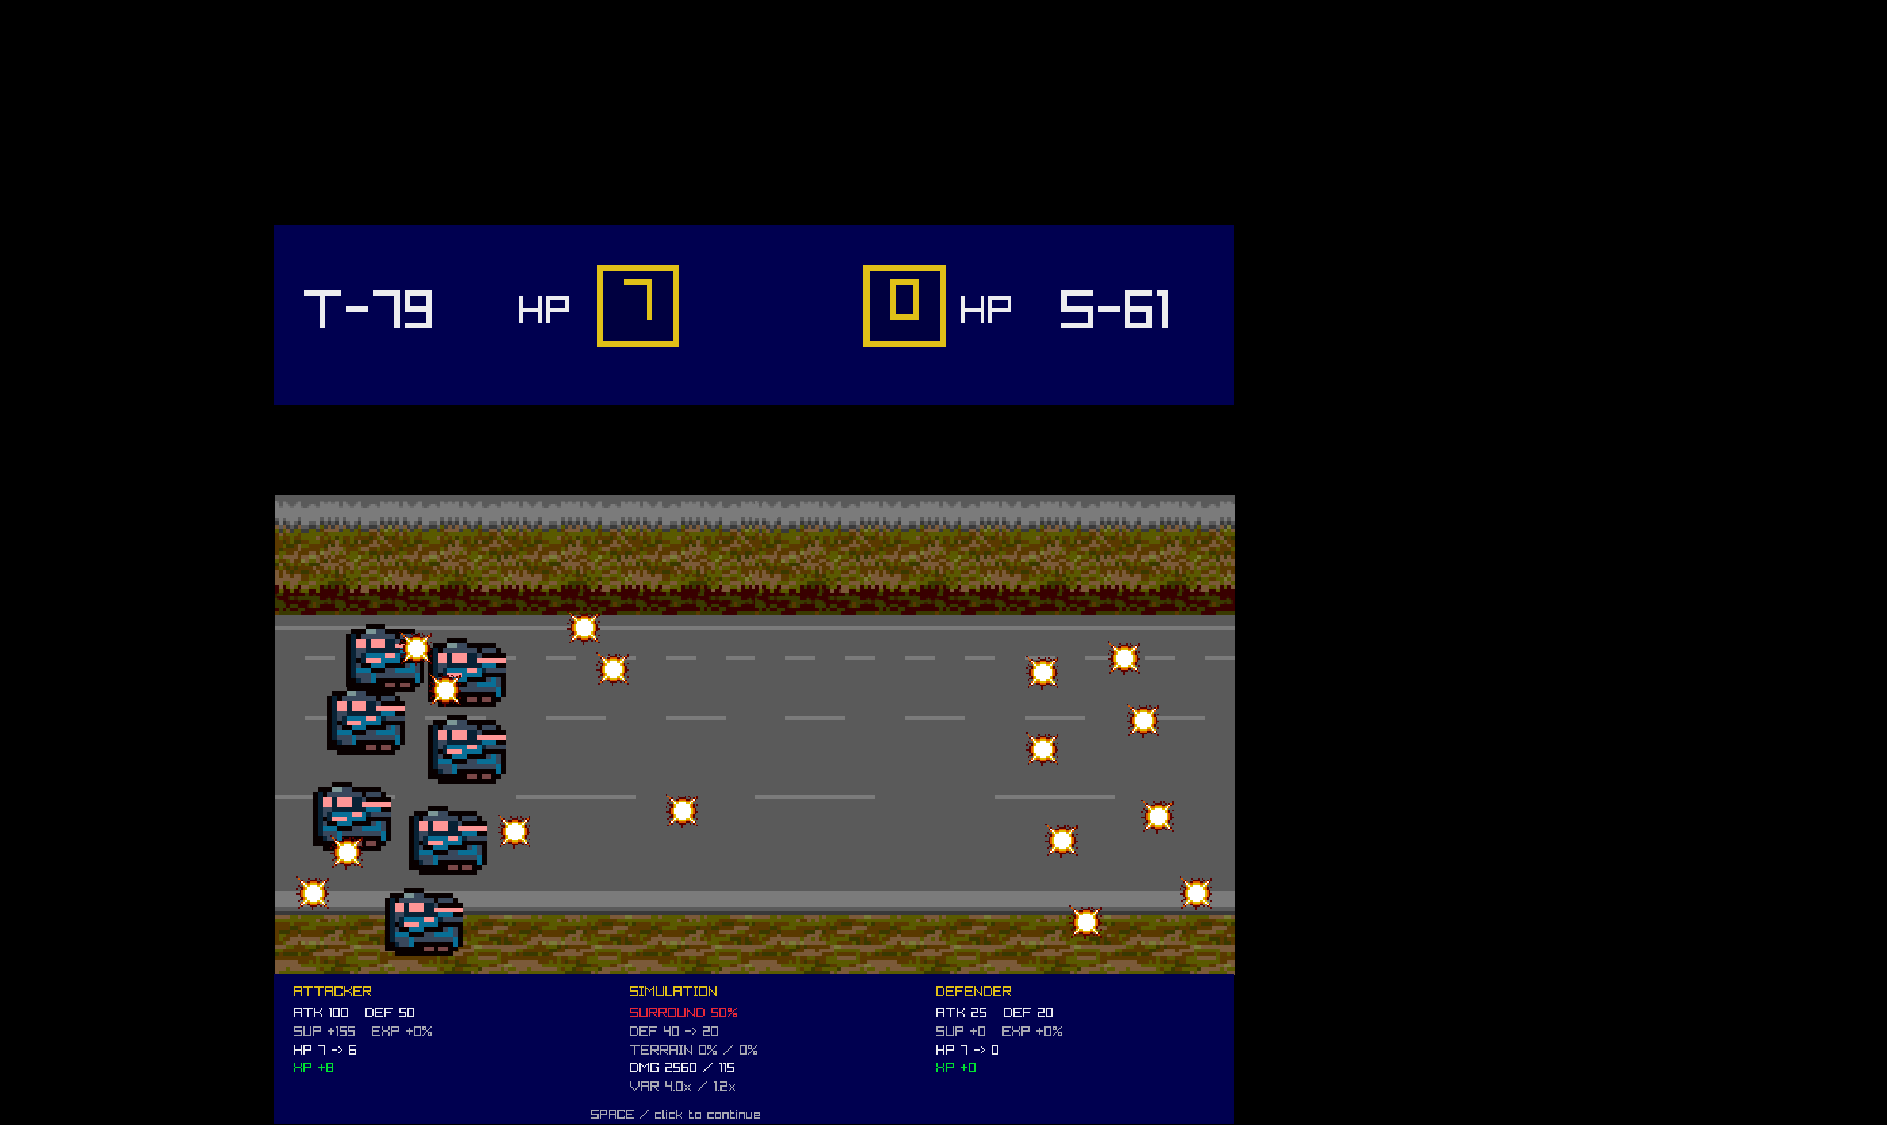 T-79 HP 7 0 HP S-61
ATTACKER
ATK 100 DEF 50
SUP +155 EXP +0%
HP 7 -> 6
XP +8
SIMULATION
SURROUND 50%
DEF 40 -> 20
TERRAIN 0% / 0%
DMG 2560 / 115
VAR 4.0x / 1.2x
DEFENDER
ATK 25 DEF 20
SUP +0 EXP +0%
HP 7 -> 0
XP +0
SPACE / click to continue